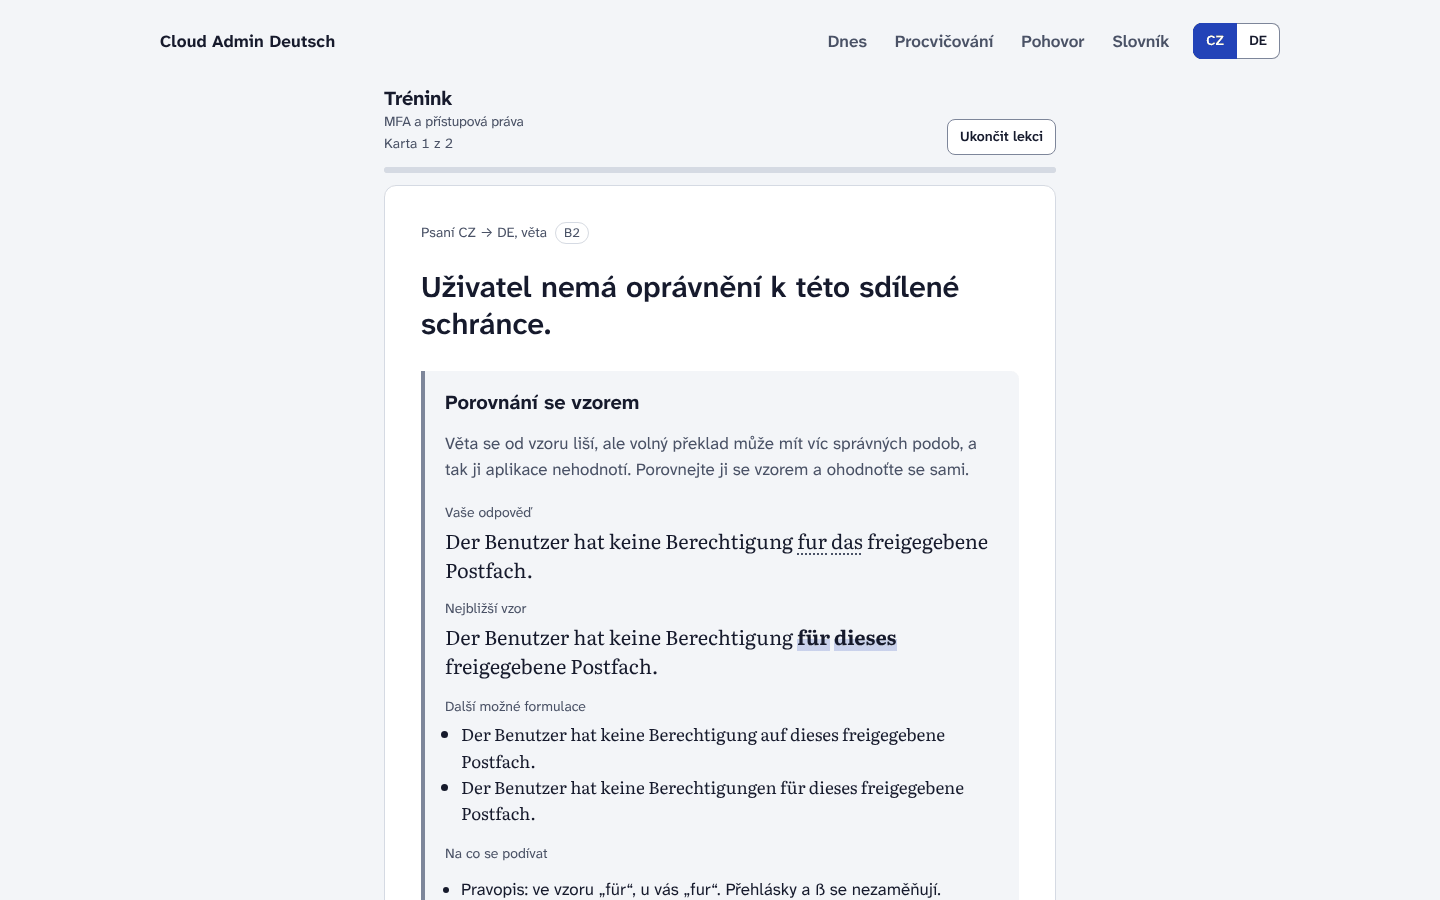 Cloud Admin Deutsch
Dnes
Procvičování
Pohovor
Slovník
CZ
DE
Trénink
MFA a přístupová práva
Karta 1 z 2
Ukončit lekci
Psaní CZ → DE, věta
B2
Uživatel nemá oprávnění k této sdílené
schránce.
Porovnání se vzorem
Věta se od vzoru liší, ale volný překlad může mít víc správných podob, a
tak ji aplikace nehodnotí. Porovnejte ji se vzorem a ohodnoťte se sami.
Vaše odpověď
Der Benutzer hat keine Berechtigung fur das freigegebene
Postfach.
Nejbližší vzor
Der Benutzer hat keine Berechtigung für dieses
freigegebene Postfach.
Další možné formulace
Der Benutzer hat keine Berechtigung auf dieses freigegebene
Postfach.
Der Benutzer hat keine Berechtigungen für dieses freigegebene
Postfach.
Na co se podívat
Pravopis: ve vzoru „für“, u vás „fur“. Přehlásky a ß se nezaměňují.